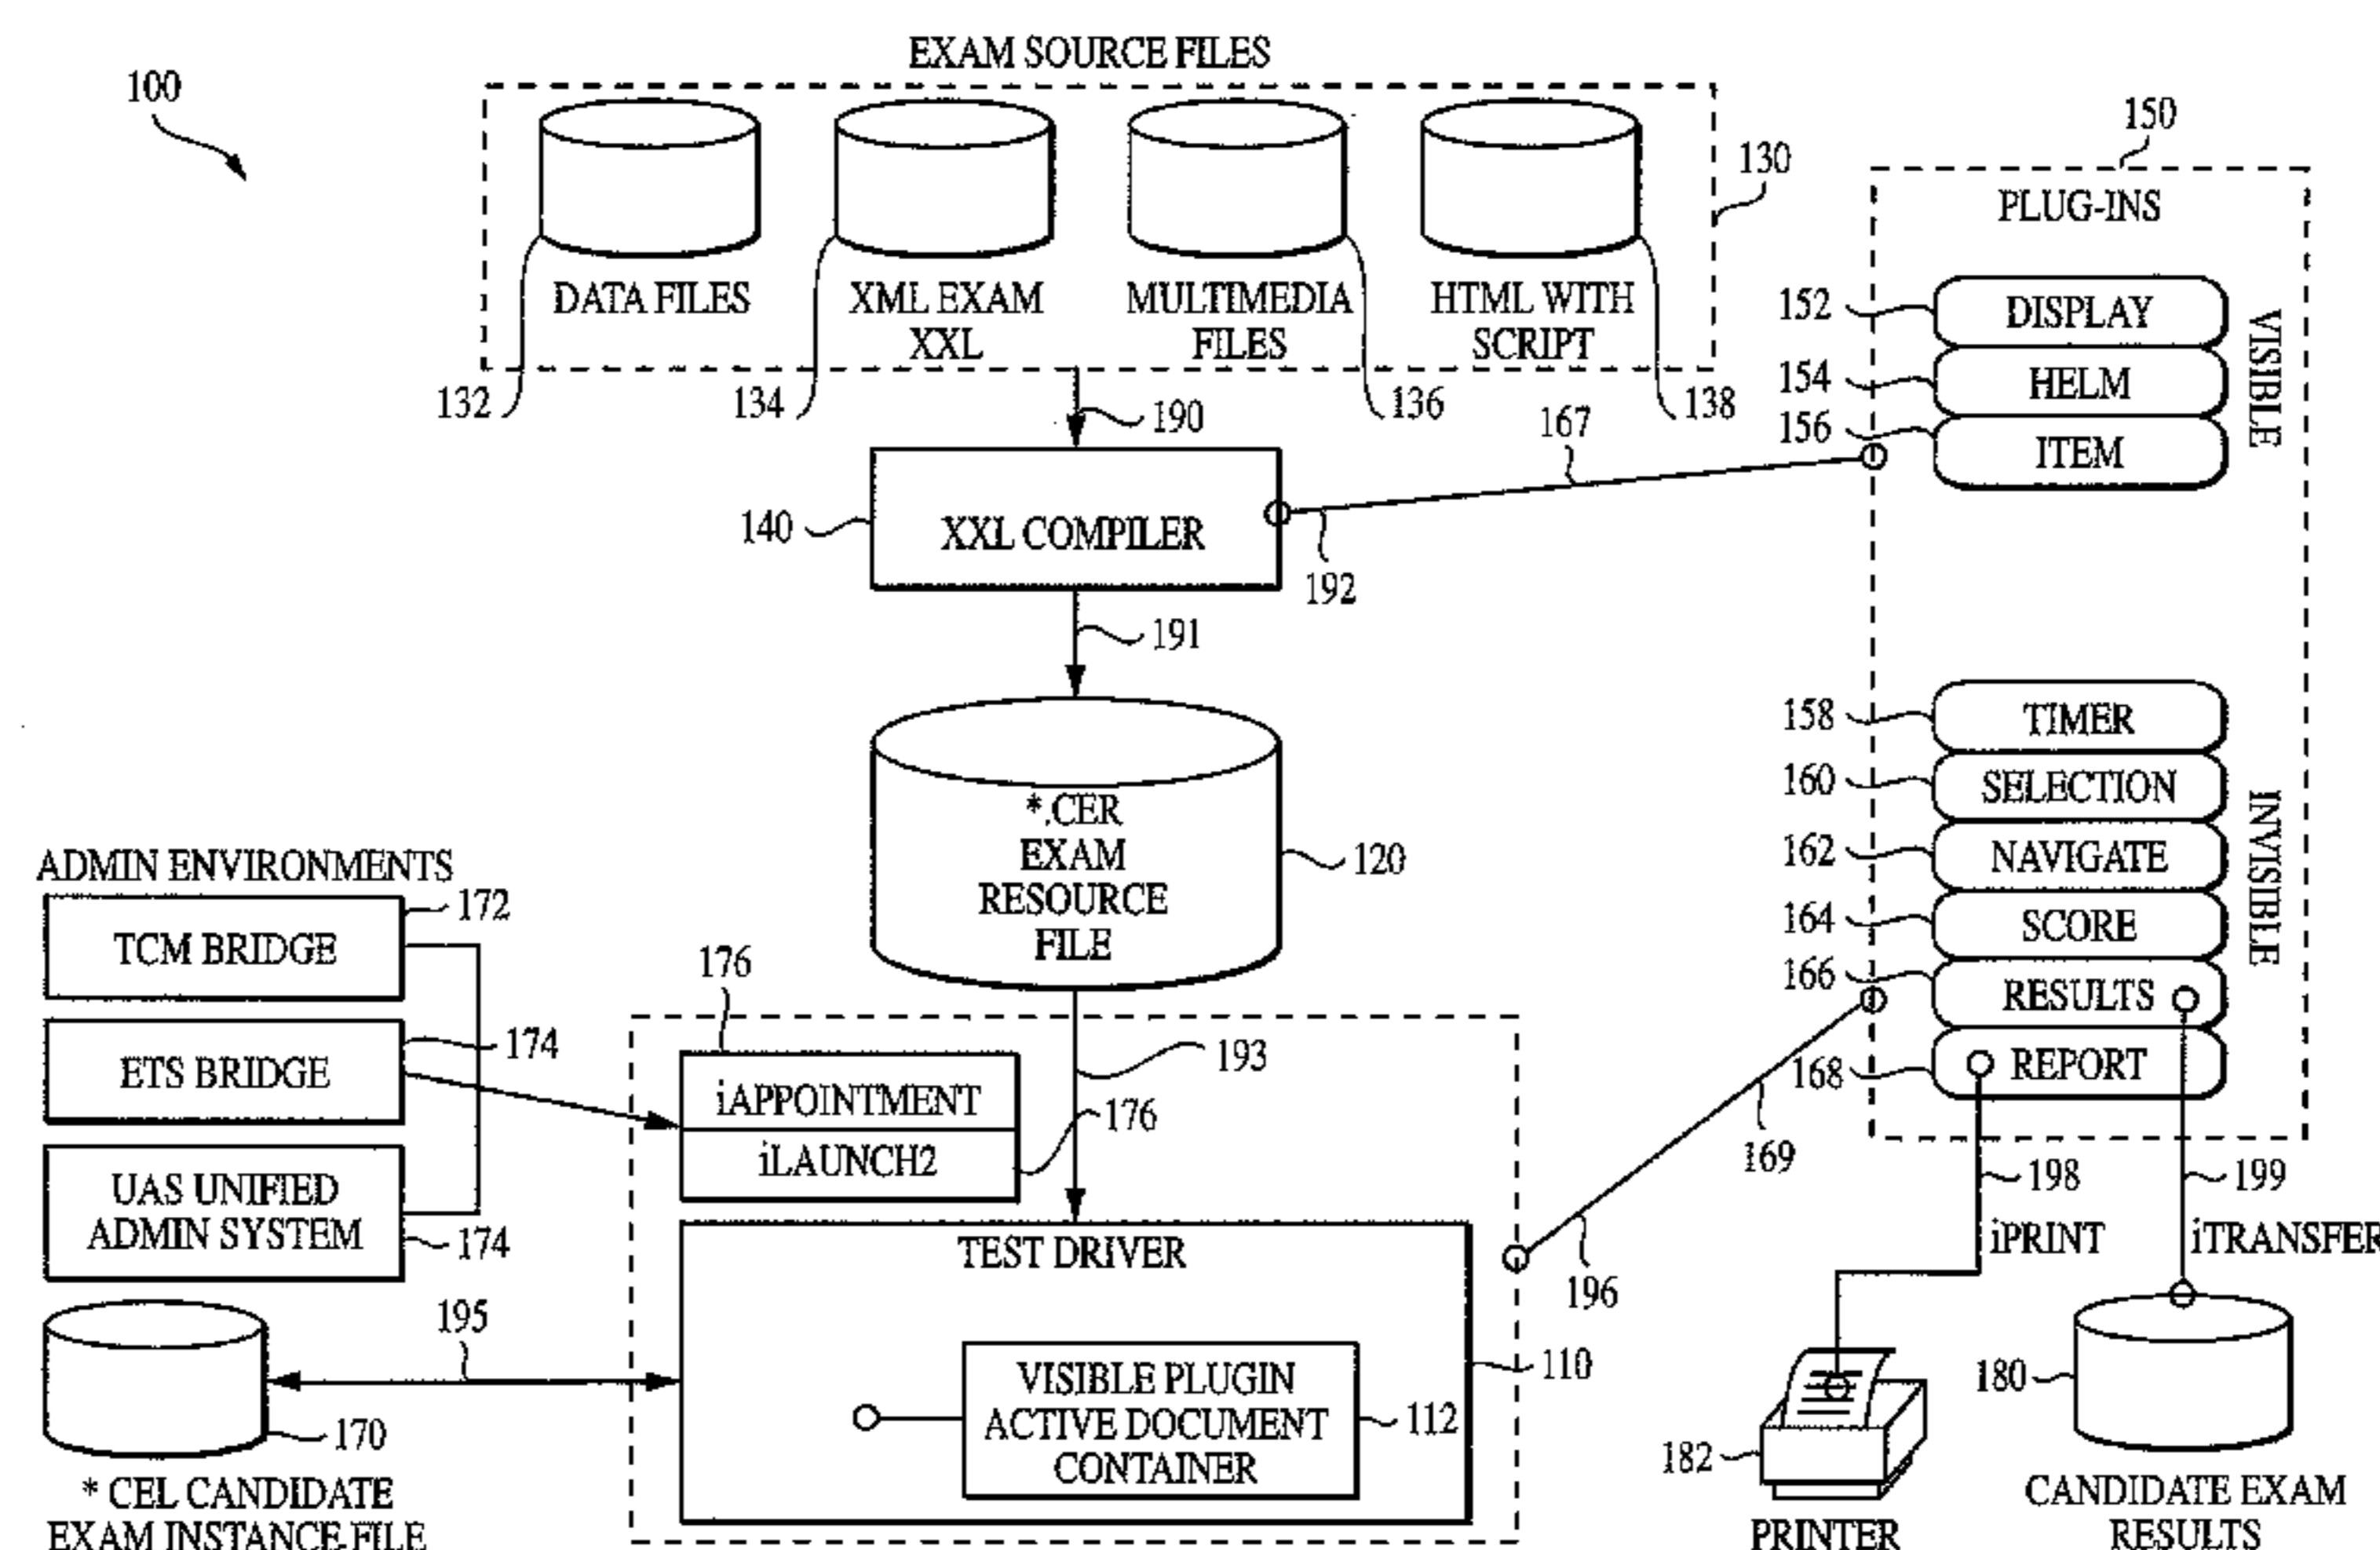 EXAM SOURCE FILES
100
130
DATA FILES
XML EXAM
XXL
MULTIMEDIA
FILES
HTML WITH
SCRIPT
132
134
136
138
190
140
XXL COMPILER
192
167
191
150
PLUG-INS
152
DISPLAY
154
HELM
156
ITEM
VISIBLE
158
TIMER
160
SELECTION
162
NAVIGATE
164
SCORE
166
RESULTS
168
REPORT
INVISIBLE
*.CER
EXAM
RESOURCE
FILE
120
ADMIN ENVIRONMENTS
172
TCM BRIDGE
174
ETS BRIDGE
UAS UNIFIED
ADMIN SYSTEM
174
176
iAPPOINTMENT
iLAUNCH2
176
193
TEST DRIVER
VISIBLE PLUGIN
ACTIVE DOCUMENT
CONTAINER
112
110
195
170
* CEL CANDIDATE
EXAM INSTANCE FILE
169
196
198
199
iPRINT
iTRANSFER
182
PRINTER
180
CANDIDATE EXAM
RESULTS